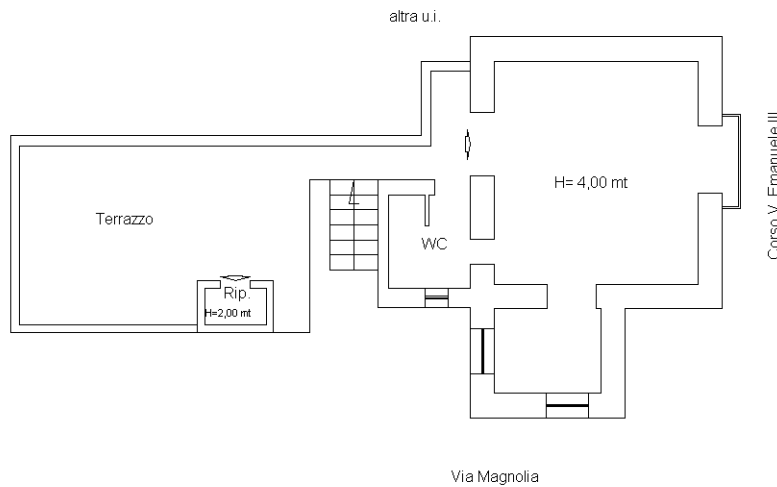 altra u.i.
Corso V. Emanuele III
H= 4,00 mt
Terrazzo
WC
Rip.
H=2,00 mt
Via Magnolia